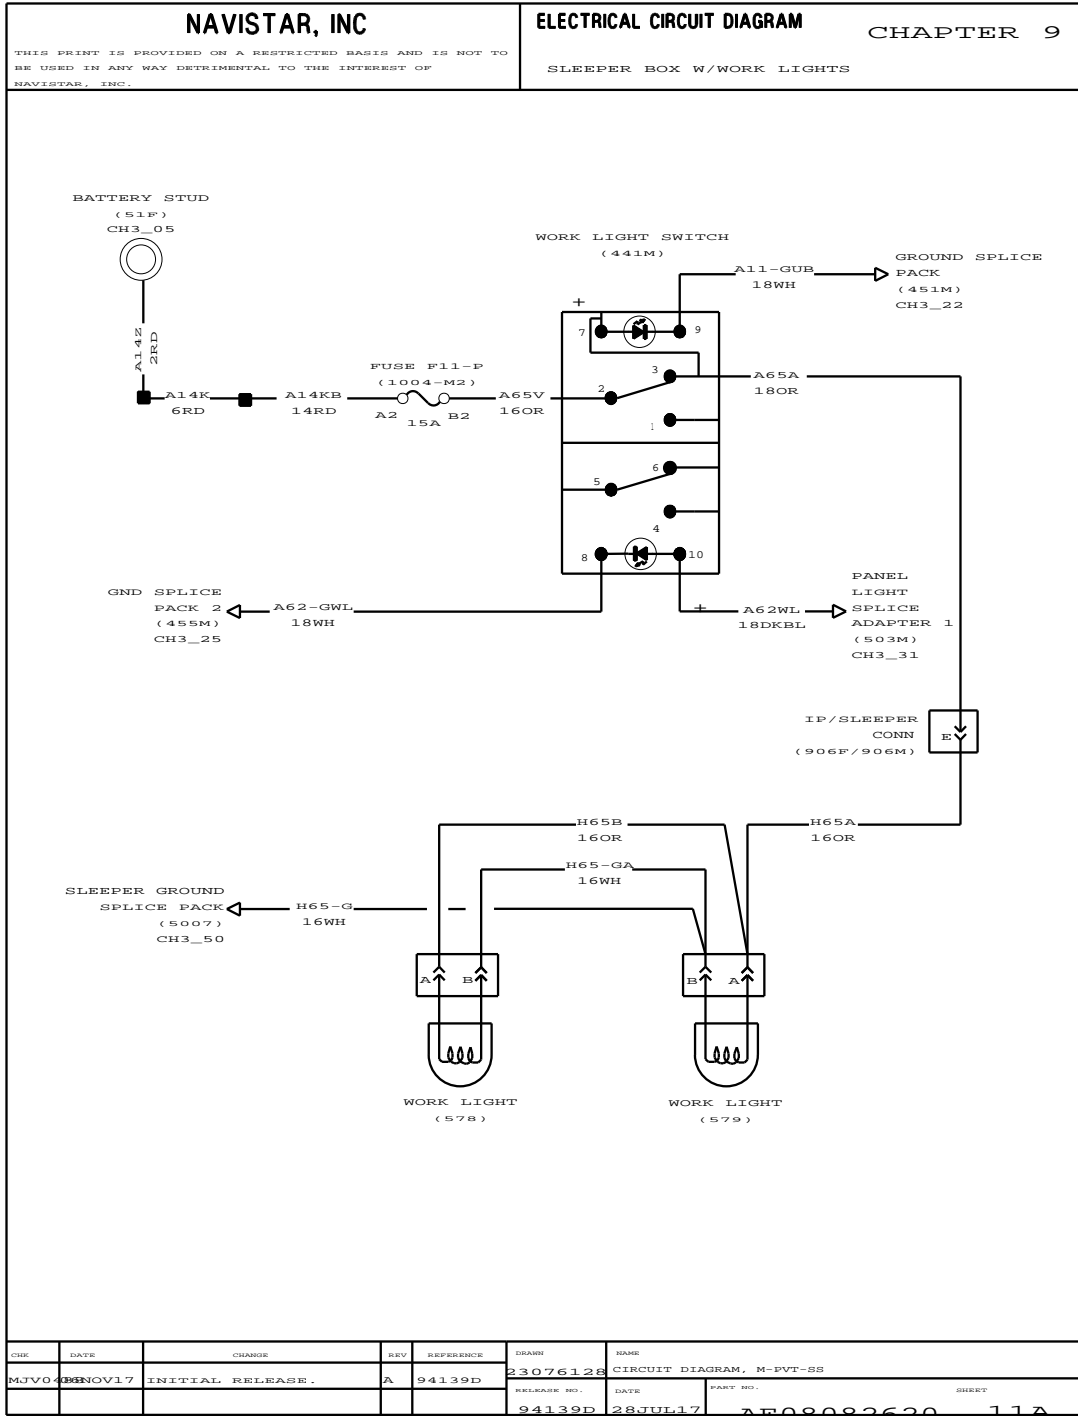 NAVISTAR, INC
THIS PRINT IS PROVIDED ON A RESTRICTED BASIS AND IS NOT TO
BE USED IN ANY WAY DETRIMENTAL TO THE INTEREST OF
NAVISTAR, INC.
ELECTRICAL CIRCUIT DIAGRAM
CHAPTER 9
SLEEPER BOX W/WORK LIGHTS
BATTERY STUD
(51F)
CH3_05
A14Z
2RD
A14K
6RD
A14KB
14RD
FUSE F11-P
(1004-M2)
A2
15A
B2
A65V
16OR
WORK LIGHT SWITCH
(441M)
+
7
9
3
2
1
6
5
4
8
10
A11-GUB
18WH
GROUND SPLICE
PACK
(451M)
CH3_22
A65A
18OR
GND SPLICE
PACK 2
(455M)
CH3_25
A62-GWL
18WH
+
A62WL
18DKBL
PANEL
LIGHT
SPLICE
ADAPTER 1
(503M)
CH3_31
IP/SLEEPER
CONN
(906F/906M)
E
H65B
16OR
H65A
16OR
H65-GA
16WH
SLEEPER GROUND
SPLICE PACK
(5007)
CH3_50
H65-G
16WH
A B
B A
WORK LIGHT
(578)
WORK LIGHT
(579)
CHK DATE CHANGE REV REFERENCE
INITIAL RELEASE. A 94139D
DRAWN
23076128
NAME
CIRCUIT DIAGRAM, M-PVT-SS
RELEASE NO.
94139D
DATE
28JUL17
PART NO.
SHEET
11A